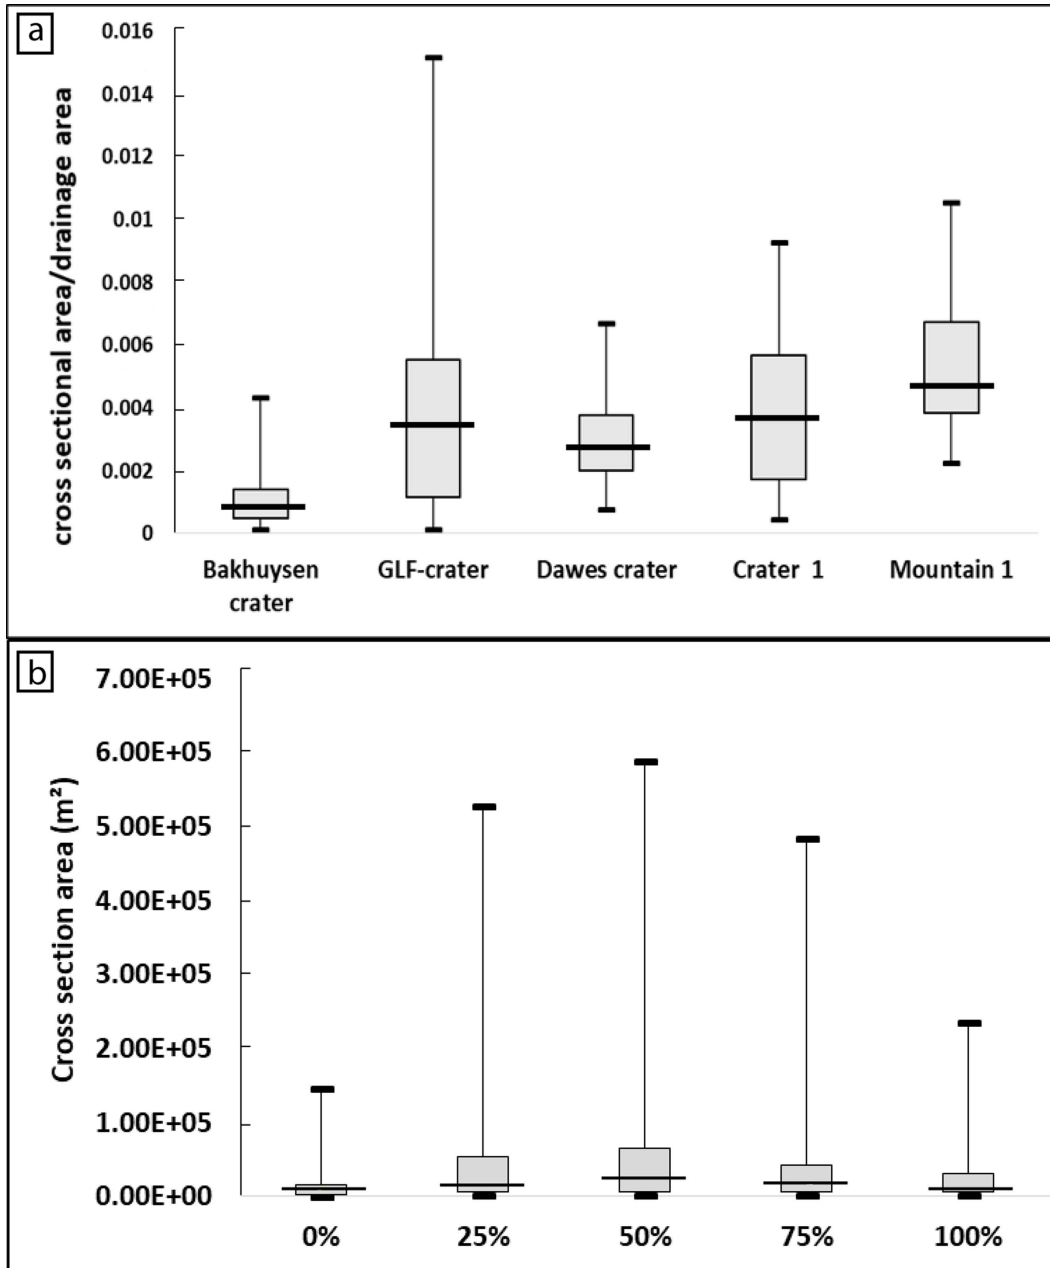 a
cross sectional area/drainage area
0.016
0.014
0.012
0.01
0.008
0.006
0.004
0.002
0
Bakhuysen
crater
GLF-crater
Dawes crater
Crater 1
Mountain 1
b
Cross section area (m²)
7.00E+05
6.00E+05
5.00E+05
4.00E+05
3.00E+05
2.00E+05
1.00E+05
0.00E+00
0%
25%
50%
75%
100%